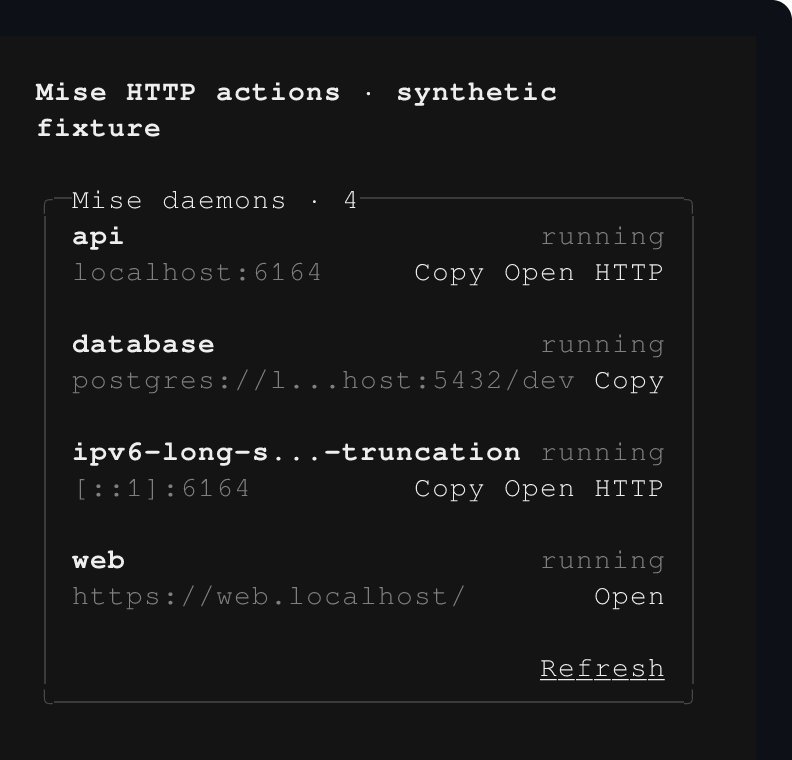 Mise HTTP actions · synthetic
fixture
Mise daemons · 4
api running
localhost:6164 Copy Open HTTP
database running
postgres://l...host:5432/dev Copy
ipv6-long-s...-truncation running
[::1]:6164 Copy Open HTTP
web running
https://web.localhost/ Open
Refresh